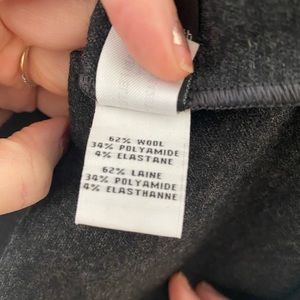 62% WOOL
34% POLYAMIDE
4% ELASTANE
62% LAINE
34% POLYAMIDE
4% ELASTHANNE